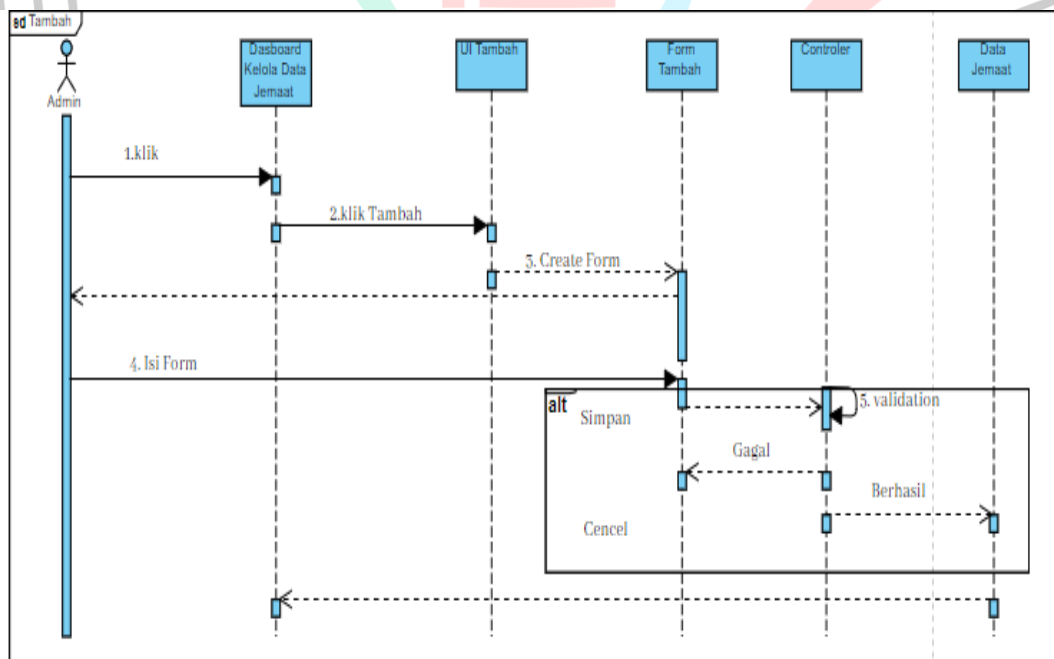 sd Tambah
Admin
Dasboard
Kelola Data
Jemaat
UI Tambah
Form
Tambah
Controler
Data
Jemaat
1.klik
2.klik Tambah
3. Create Form
4. Isi Form
alt
Simpan
5. validation
Gagal
Berhasil
Cencel